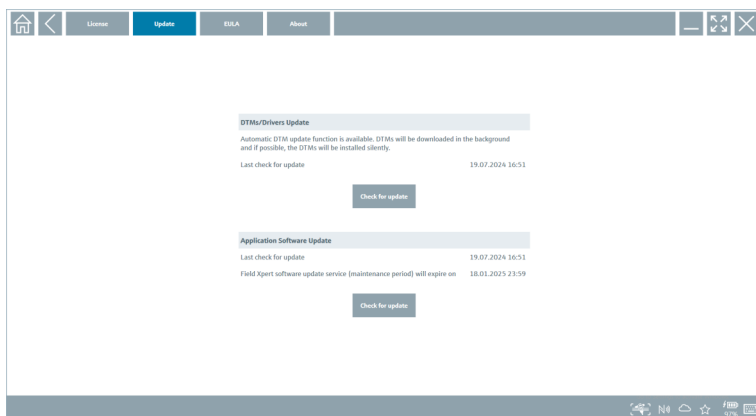 License Update EULA About
DTMs/Drivers Update
Automatic DTM update function is available. DTMs will be downloaded in the background
and if possible, the DTMs will be installed silently.
Last check for update 19.07.2024 16:51
Check for update
Application Software Update
Last check for update 19.07.2024 16:51
Field Xpert software update service (maintenance period) will expire on 18.01.2025 23:59
Check for update
97%